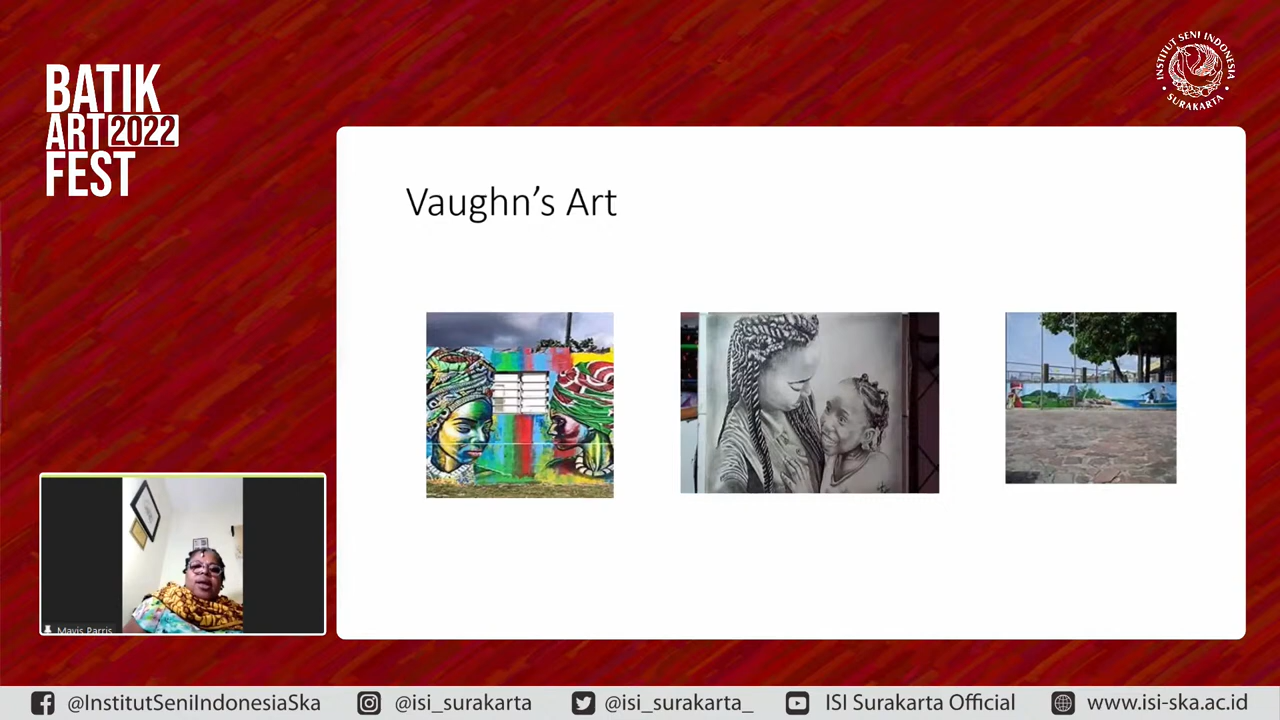 BATIK
ART 2022
FEST
INSTITUT SENI INDONESIA
• SURAKARTA •
Vaughn's Art
Mavis Parris
@InstitutSeniIndonesiaSka
@isi_surakarta
@isi_surakarta_
ISI Surakarta Official
www.isi-ska.ac.id